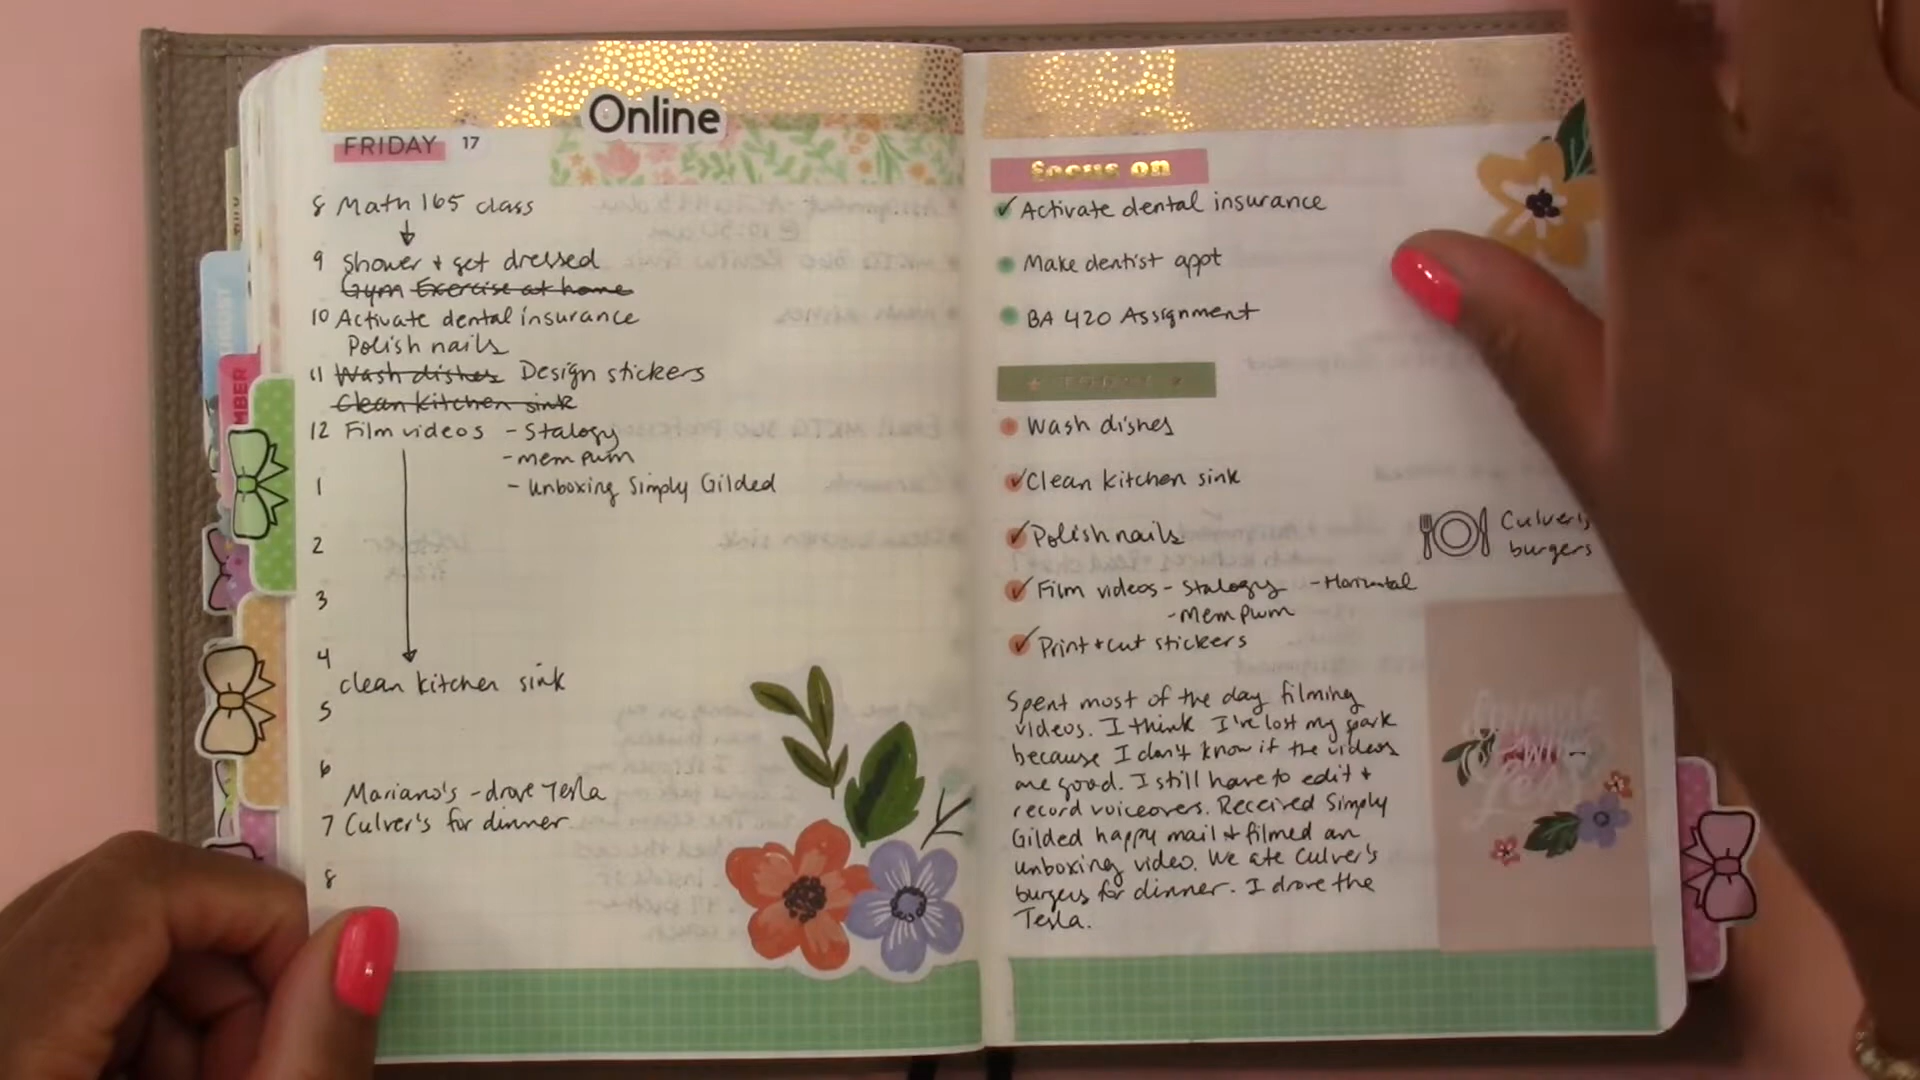 Online
FRIDAY 17
8 Math 165 class
9 Shower + get dressed
Gym Exercise at home
10 Activate dental insurance
Polish nails
11 Wash dishes Design stickers
Clean kitchen sink
12 Film videos - Stalogy
- mem pum
1 - unboxing Simply Gilded
2
3
4
clean kitchen sink
5
6
Mariano's - drove Tesla
7 Culver's for dinner
8
focus on
✓ Activate dental insurance
Make dentist appt
BA 420 Assignment
TODAY
Wash dishes
✓ Clean kitchen sink
✓ Polish nails
Culver's
burgers
✓ Film videos - Stalogy - Horizontal
- Mem Pum
✓ Print + cut stickers
Spent most of the day filming
videos. I think I've lost my spark
because I don't know if the videos
are good. I still have to edit +
record voiceovers. Received Simply
Gilded happy mail + filmed an
unboxing video. We ate Culver's
burgers for dinner. I drove the
Tesla.